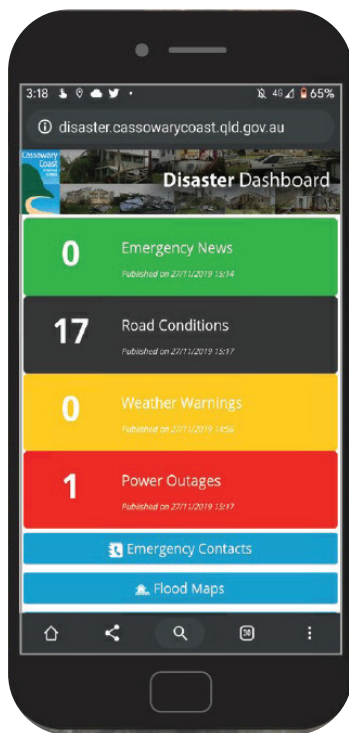 3:18 4G 65%
disaster.cassowarycoast.qld.gov.au
Cassowary
Coast
Disaster Dashboard
0 Emergency News
Published on 27/11/2019 15:14
17 Road Conditions
Published on 27/11/2019 15:17
0 Weather Warnings
Published on 27/11/2019 14:56
1 Power Outages
Published on 27/11/2019 15:17
Emergency Contacts
Flood Maps